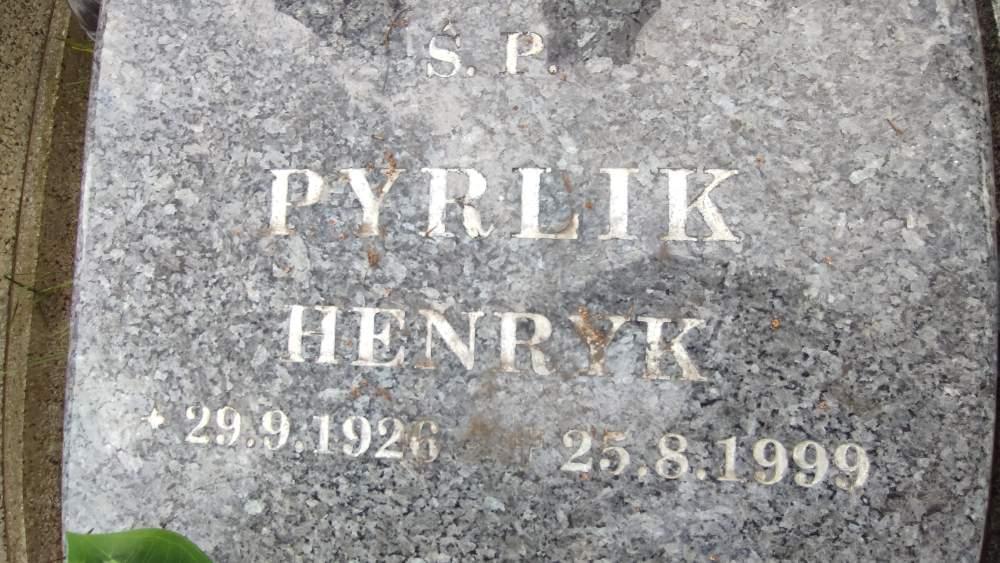 Ś. P.
PYRLIK
HENRYK
29.9.1926 25.8.1999